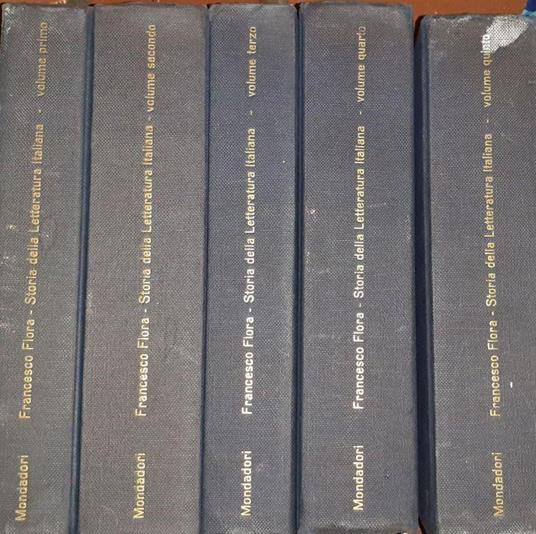 Mondadori Francesco Flora - Storia della Letteratura Italiana - volume primo
Mondadori Francesco Flora - Storia della Letteratura Italiana - volume secondo
Mondadori Francesco Flora - Storia della Letteratura Italiana - volume terzo
Mondadori Francesco Flora - Storia della Letteratura Italiana - volume quarto
Mondadori Francesco Flora - Storia della Letteratura Italiana - volume quinto